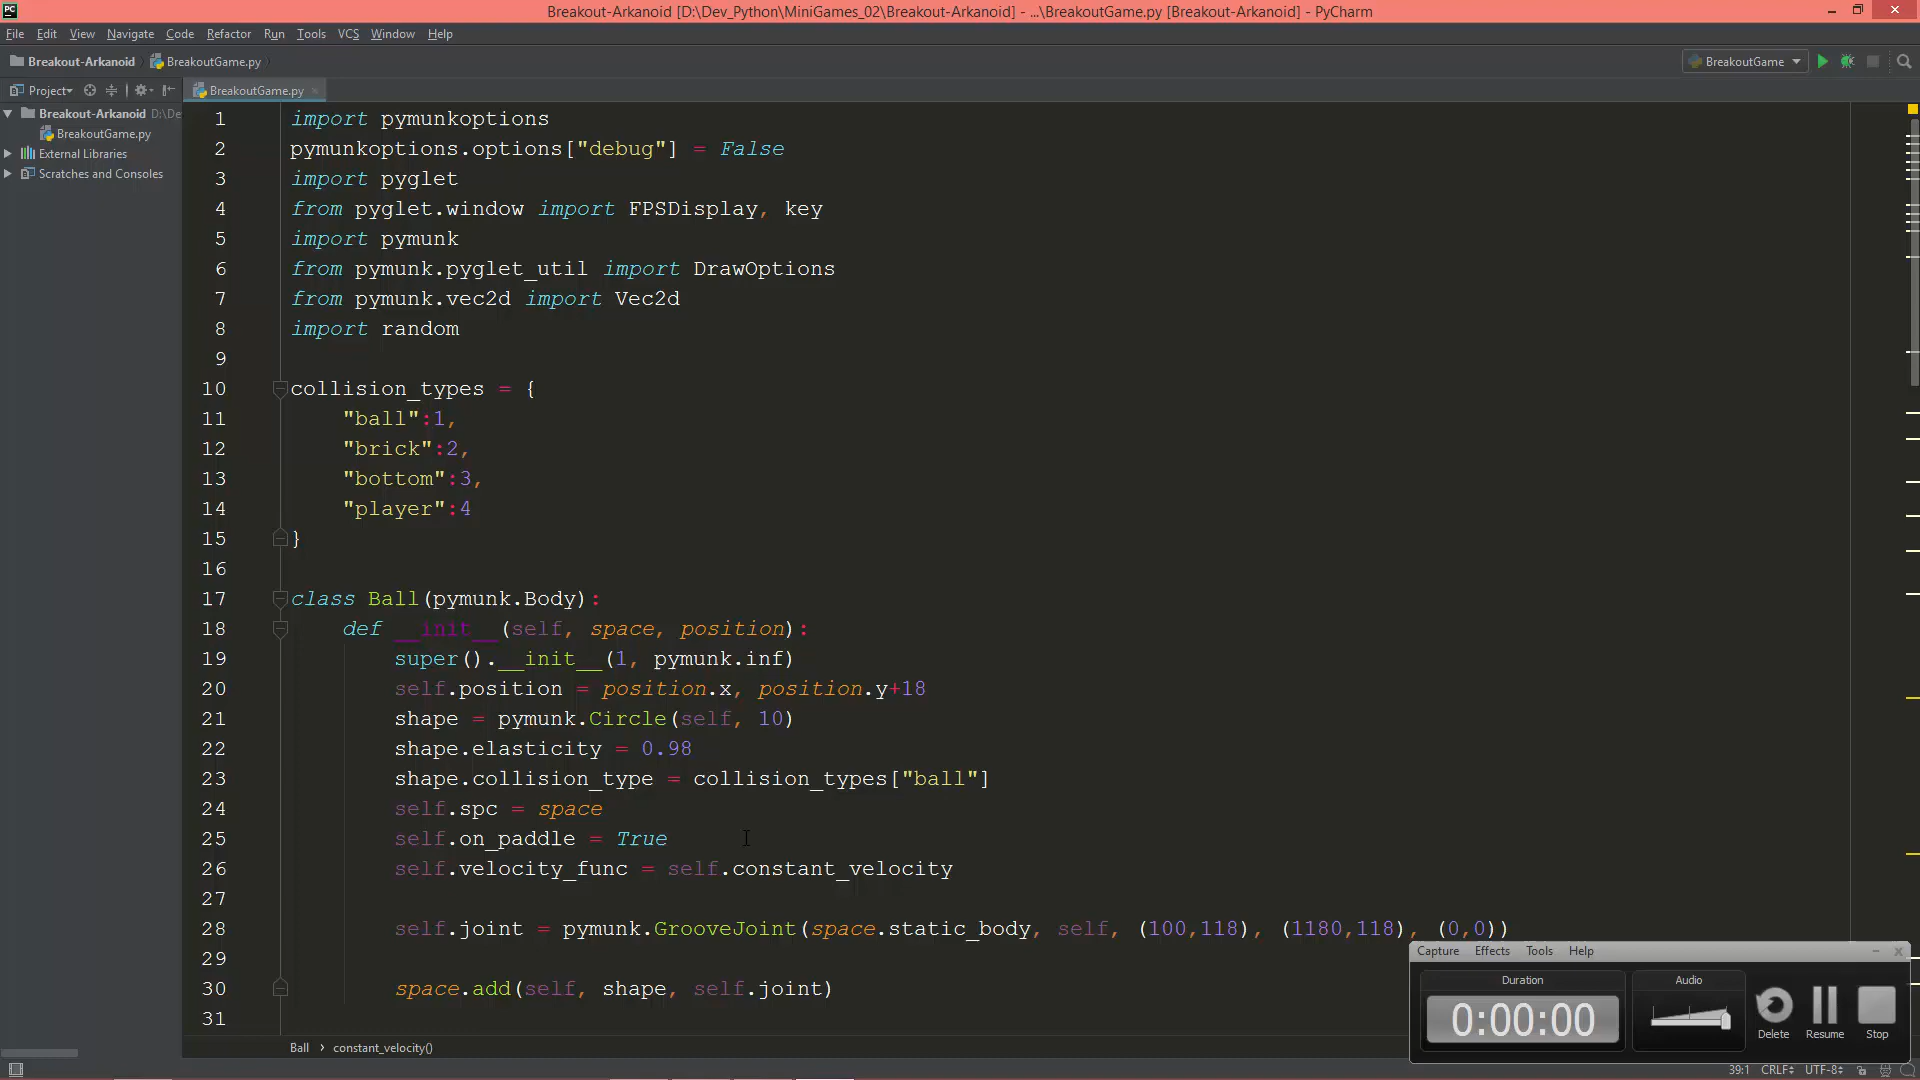 PC Breakout-Arkanoid [D:\Dev_Python\MiniGames_02\Breakout-Arkanoid] - ...\BreakoutGame.py [Breakout-Arkanoid] - PyCharm
File Edit View Navigate Code Refactor Run Tools VCS Window Help
Breakout-Arkanoid BreakoutGame.py BreakoutGame
Project BreakoutGame.py
Breakout-Arkanoid D:\De
BreakoutGame.py
External Libraries
Scratches and Consoles
1 import pymunkoptions
2 pymunkoptions.options["debug"] = False
3 import pyglet
4 from pyglet.window import FPSDisplay, key
5 import pymunk
6 from pymunk.pyglet_util import DrawOptions
7 from pymunk.vec2d import Vec2d
8 import random
9
10 collision_types = {
11 "ball":1,
12 "brick":2,
13 "bottom":3,
14 "player":4
15 }
16
17 class Ball(pymunk.Body):
18 def __init__(self, space, position):
19 super().__init__(1, pymunk.inf)
20 self.position = position.x, position.y+18
21 shape = pymunk.Circle(self, 10)
22 shape.elasticity = 0.98
23 shape.collision_type = collision_types["ball"]
24 self.spc = space
25 self.on_paddle = True
26 self.velocity_func = self.constant_velocity
27
28 self.joint = pymunk.GrooveJoint(space.static_body, self, (100,118), (1180,118), (0,0))
29
30 space.add(self, shape, self.joint)
31
Ball constant_velocity()
Capture Effects Tools Help
Duration Audio
0:00:00
Delete Resume Stop
39:1 CRLF UTF-8